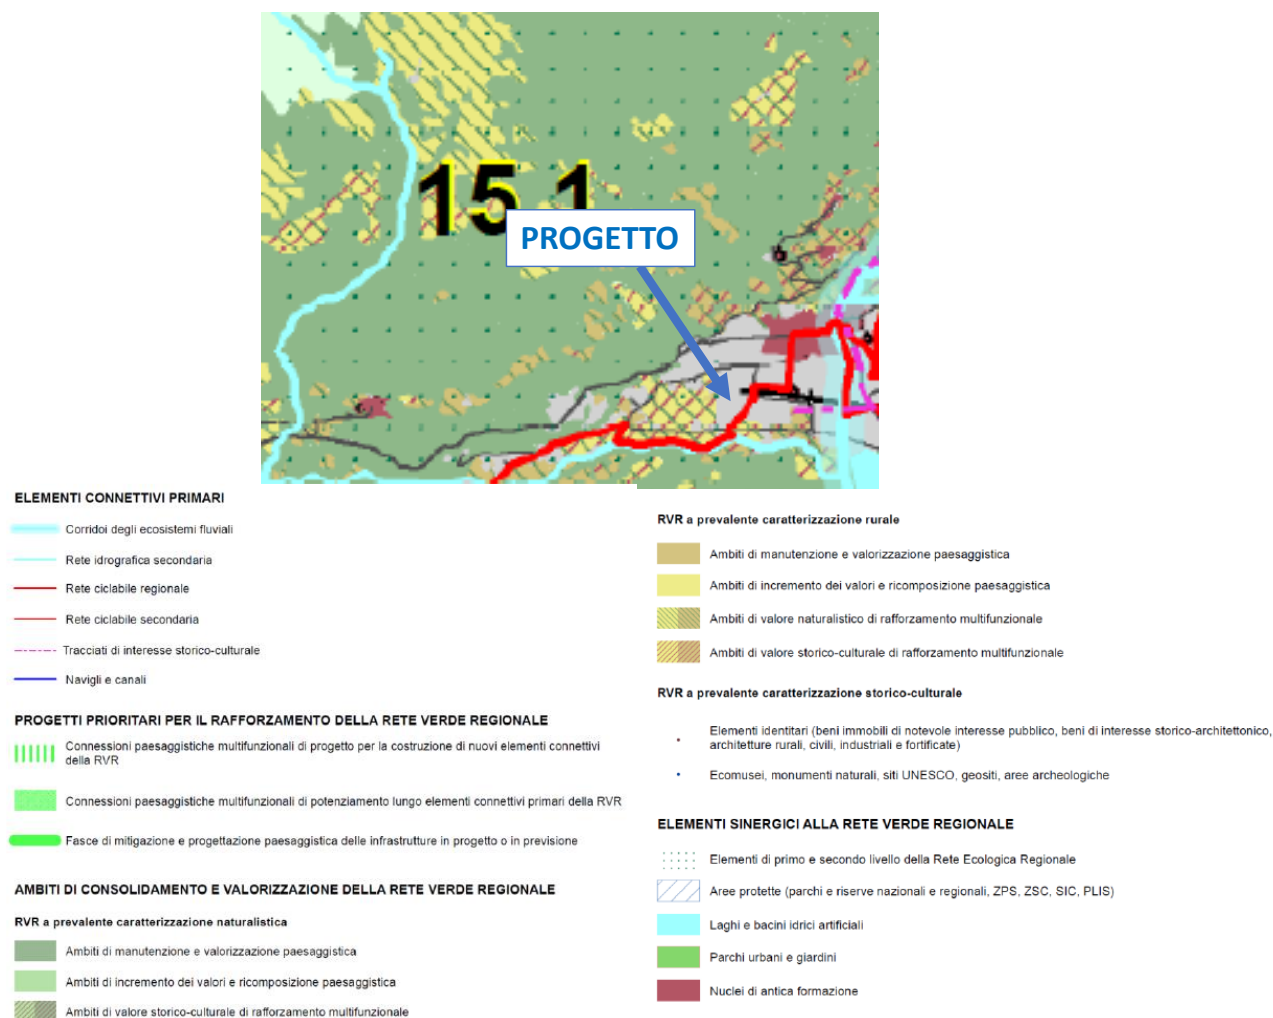 15.1
PROGETTO
ELEMENTI CONNETTIVI PRIMARI
Corridoi degli ecosistemi fluviali
Rete idrografica secondaria
Rete ciclabile regionale
Rete ciclabile secondaria
Tracciati di interesse storico-culturale
Navigli e canali
PROGETTI PRIORITARI PER IL RAFFORZAMENTO DELLA RETE VERDE REGIONALE
Connessioni paesaggistiche multifunzionali di progetto per la costruzione di nuovi elementi connettivi
della RVR
Connessioni paesaggistiche multifunzionali di potenziamento lungo elementi connettivi primari della RVR
Fasce di mitigazione e progettazione paesaggistica delle infrastrutture in progetto o in previsione
AMBITI DI CONSOLIDAMENTO E VALORIZZAZIONE DELLA RETE VERDE REGIONALE
RVR a prevalente caratterizzazione naturalistica
Ambiti di manutenzione e valorizzazione paesaggistica
Ambiti di incremento dei valori e ricomposizione paesaggistica
Ambiti di valore storico-culturale di rafforzamento multifunzionale
RVR a prevalente caratterizzazione rurale
Ambiti di manutenzione e valorizzazione paesaggistica
Ambiti di incremento dei valori e ricomposizione paesaggistica
Ambiti di valore naturalistico di rafforzamento multifunzionale
Ambiti di valore storico-culturale di rafforzamento multifunzionale
RVR a prevalente caratterizzazione storico-culturale
Elementi identitari (beni immobili di notevole interesse pubblico, beni di interesse storico-architettonico,
architetture rurali, civili, industriali e fortificate)
Ecomusei, monumenti naturali, siti UNESCO, geositi, aree archeologiche
ELEMENTI SINERGICI ALLA RETE VERDE REGIONALE
Elementi di primo e secondo livello della Rete Ecologica Regionale
Aree protette (parchi e riserve nazionali e regionali, ZPS, ZSC, SIC, PLIS)
Laghi e bacini idrici artificiali
Parchi urbani e giardini
Nuclei di antica formazione